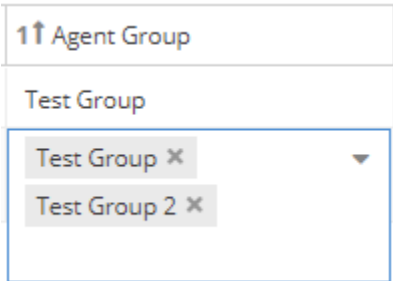 1↑ Agent Group
Test Group
Test Group ×
Test Group 2 ×